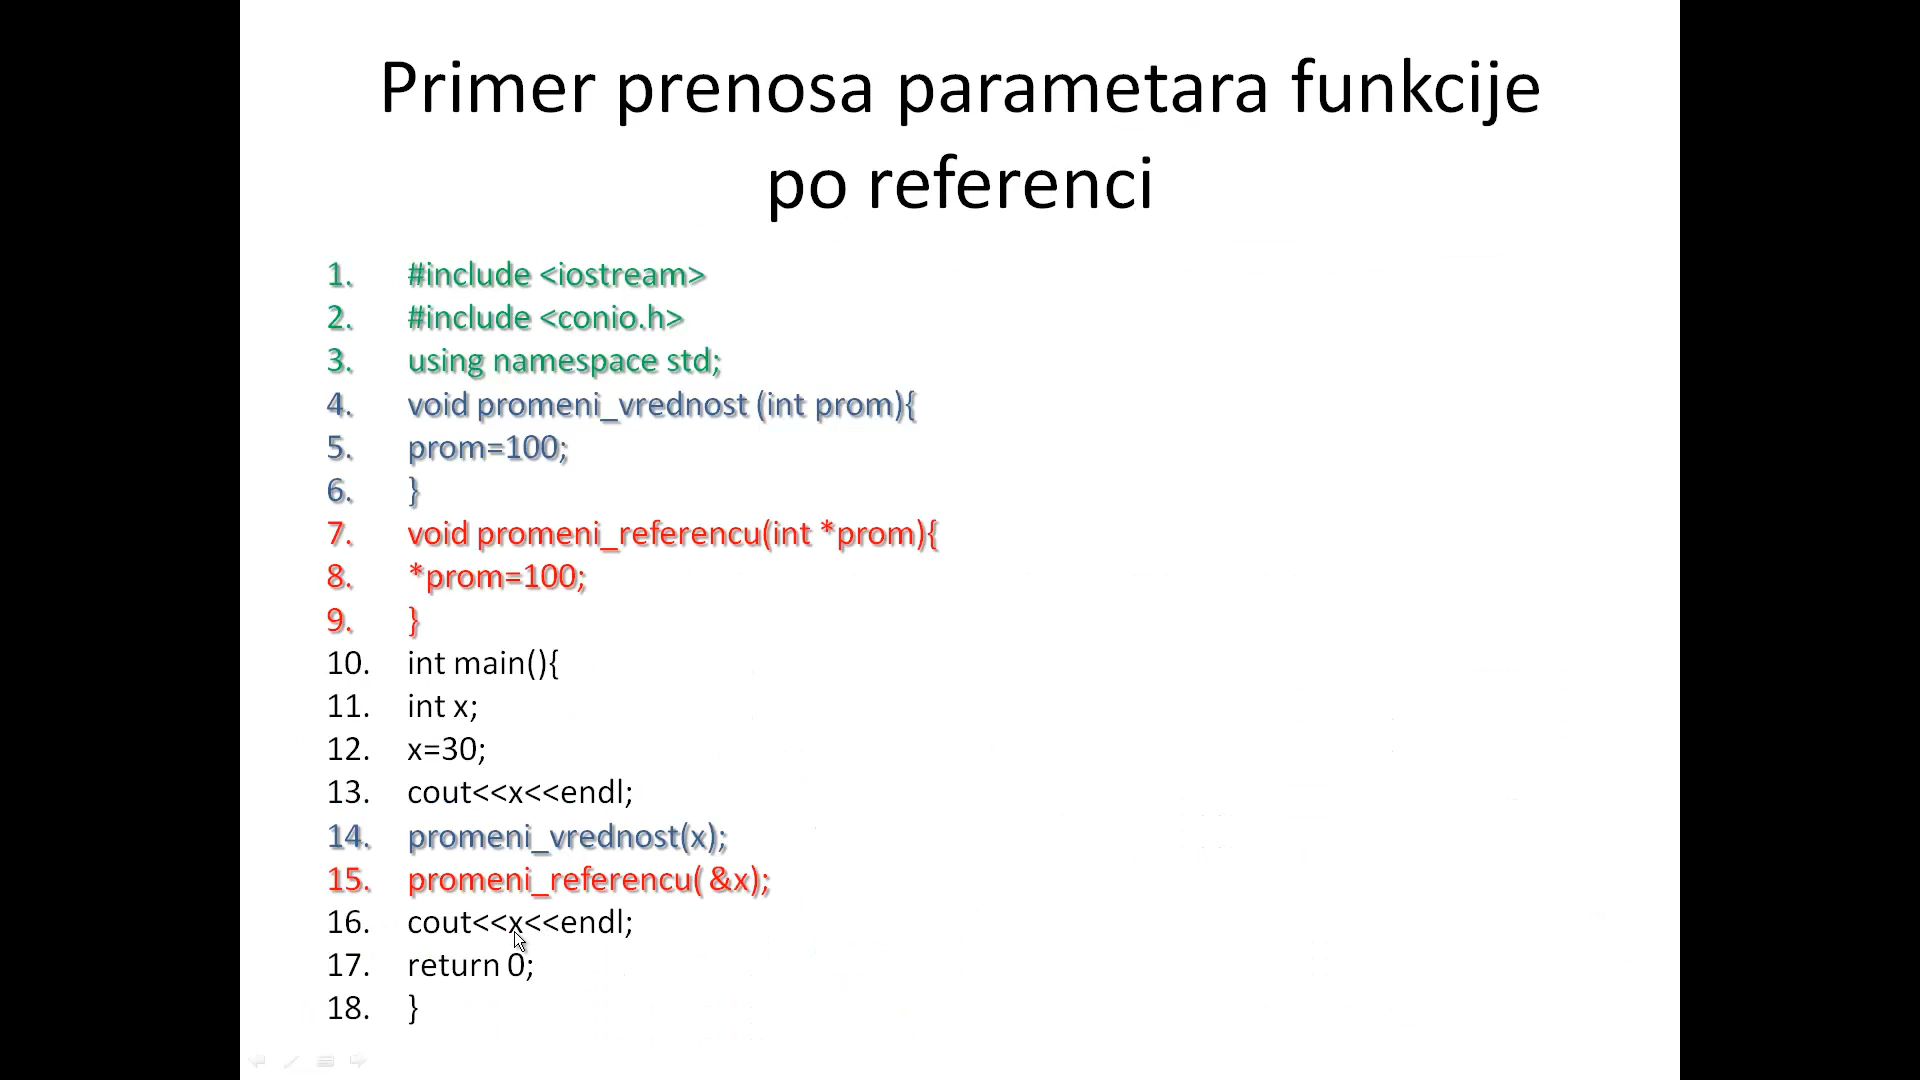 Primer prenosa parametara funkcije
po referenci
1. #include <iostream>
2. #include <conio.h>
3. using namespace std;
4. void promeni_vrednost (int prom){
5. prom=100;
6. }
7. void promeni_referencu(int *prom){
8. *prom=100;
9. }
10. int main(){
11. int x;
12. x=30;
13. cout<<x<<endl;
14. promeni_vrednost(x);
15. promeni_referencu( &x);
16. cout<<x<<endl;
17. return 0;
18. }